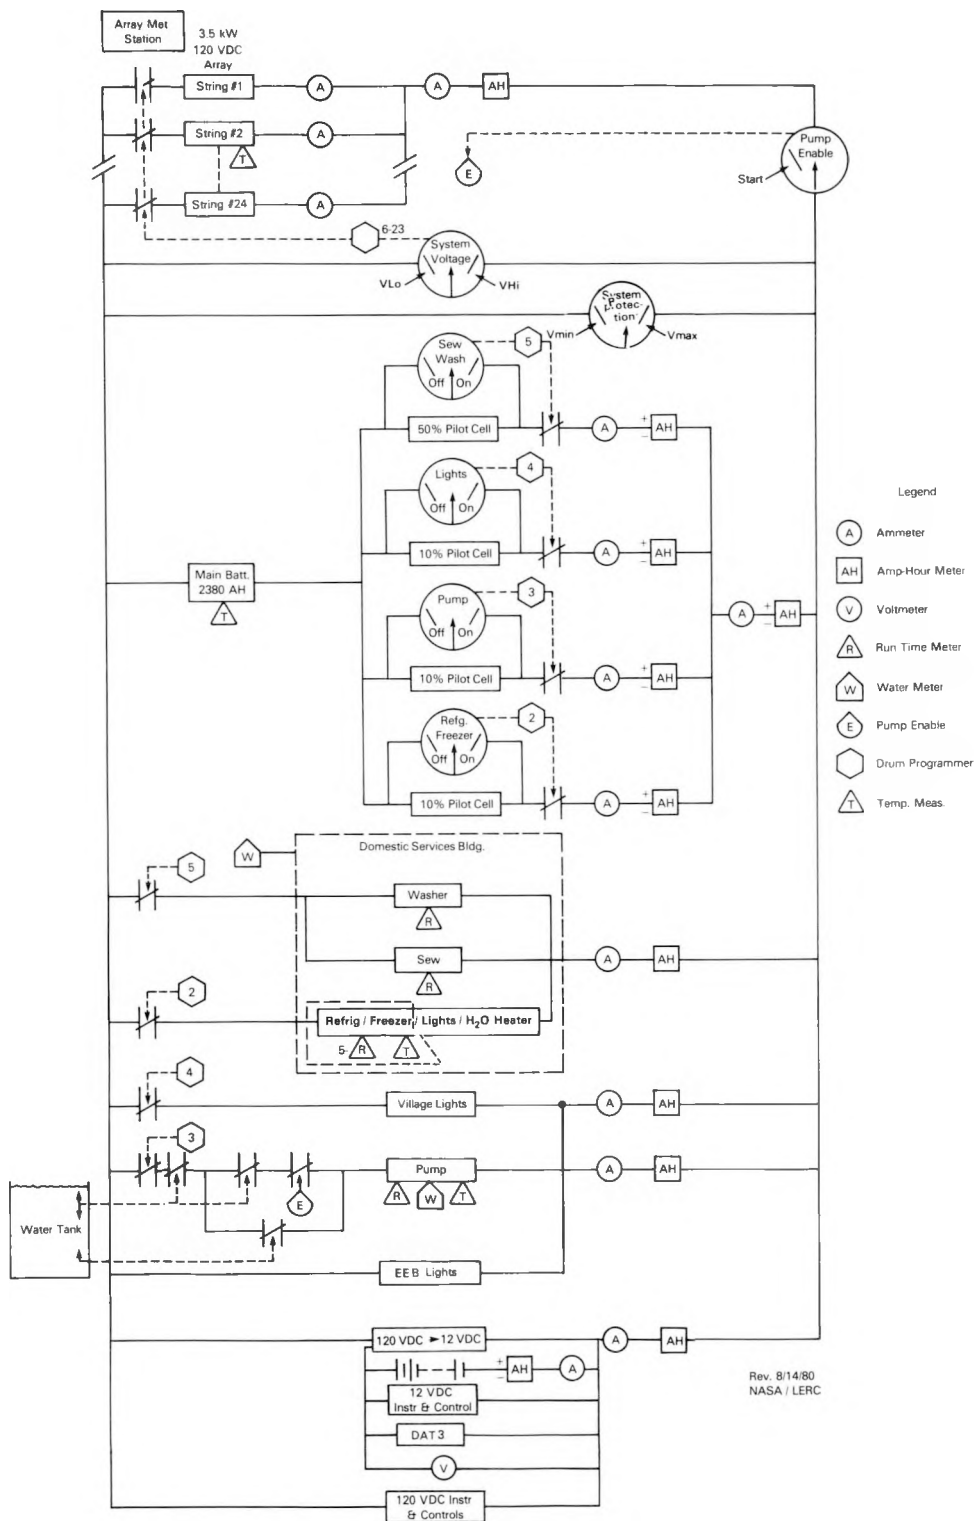 Array Met
Station
3.5 kW
120 VDC
Array
String #1
A
A
AH
String #2
A
T
E
Pump
Enable
Start
String #24
A
6-23
System
Voltage
VLo
VHi
System
Protec-
tion
Vmin
Vmax
Sew
Wash
Off
On
5
50% Pilot Cell
A
+
−
AH
Lights
Off
On
4
10% Pilot Cell
A
+
−
AH
Main Batt.
2380 AH
T
Pump
Off
On
3
10% Pilot Cell
A
+
−
AH
A
+
−
AH
Refg.
Freezer
Off
On
2
10% Pilot Cell
A
+
−
AH
Legend
A Ammeter
AH Amp-Hour Meter
V Voltmeter
R Run Time Meter
W Water Meter
E Pump Enable
Drum Programmer
T Temp. Meas.
W
Domestic Services Bldg.
5
Washer
R
Sew
R
A
AH
2
Refrig / Freezer / Lights / H₂O Heater
5-
R
T
4
Village Lights
A
AH
3
Pump
A
AH
R
W
T
E
Water Tank
EEB Lights
120 VDC ► 12 VDC
A
AH
+
−
AH
A
12 VDC
Instr & Control
DAT 3
V
120 VDC Instr
& Controls
Rev. 8/14/80
NASA / LERC